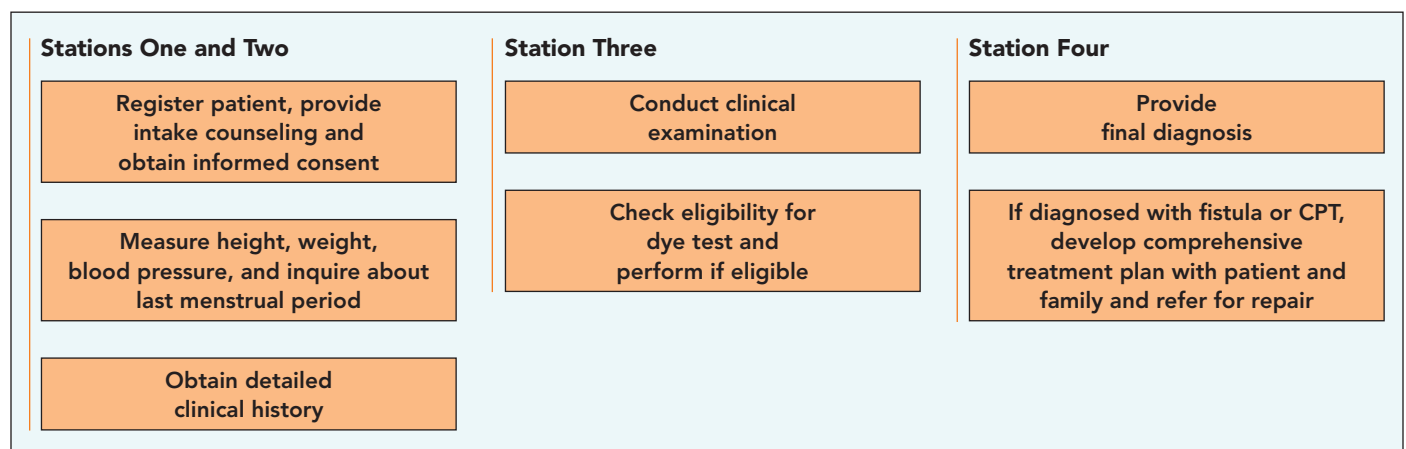 Stations One and Two
Register patient, provide
intake counseling and
obtain informed consent
Measure height, weight,
blood pressure, and inquire about
last menstrual period
Obtain detailed
clinical history
Station Three
Conduct clinical
examination
Check eligibility for
dye test and
perform if eligible
Station Four
Provide
final diagnosis
If diagnosed with fistula or CPT,
develop comprehensive
treatment plan with patient and
family and refer for repair